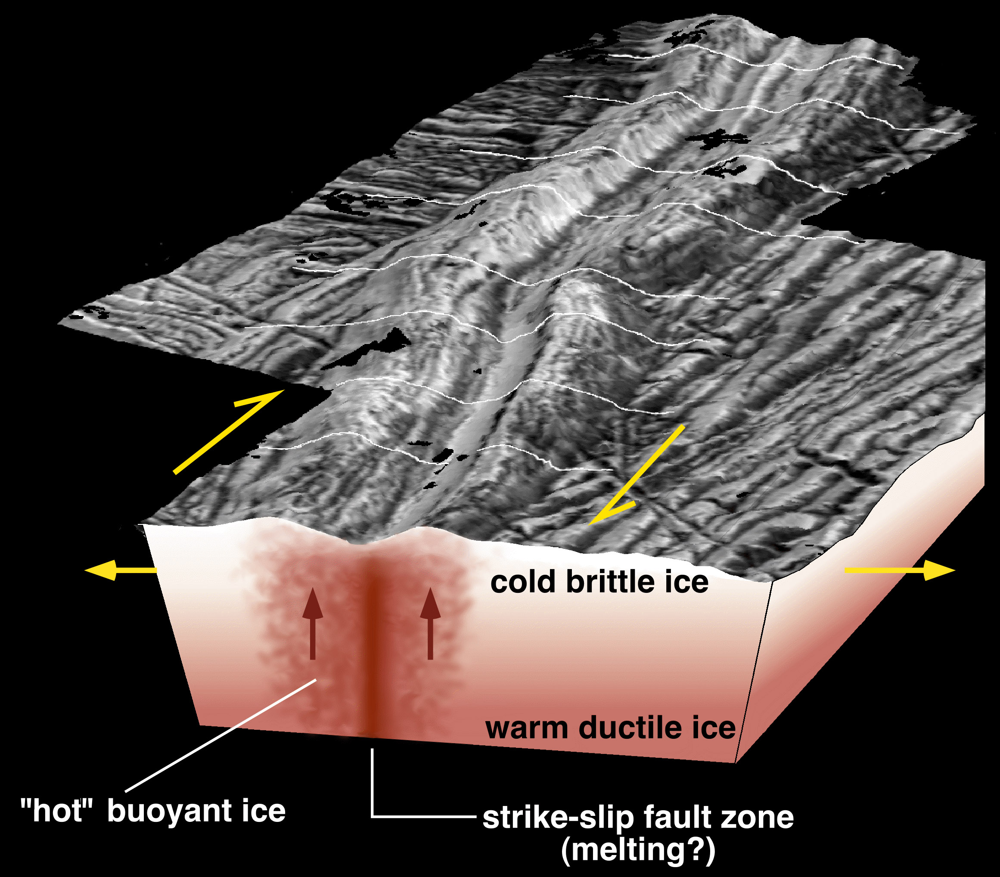 cold brittle ice
warm ductile ice
"hot" buoyant ice
strike-slip fault zone
(melting?)